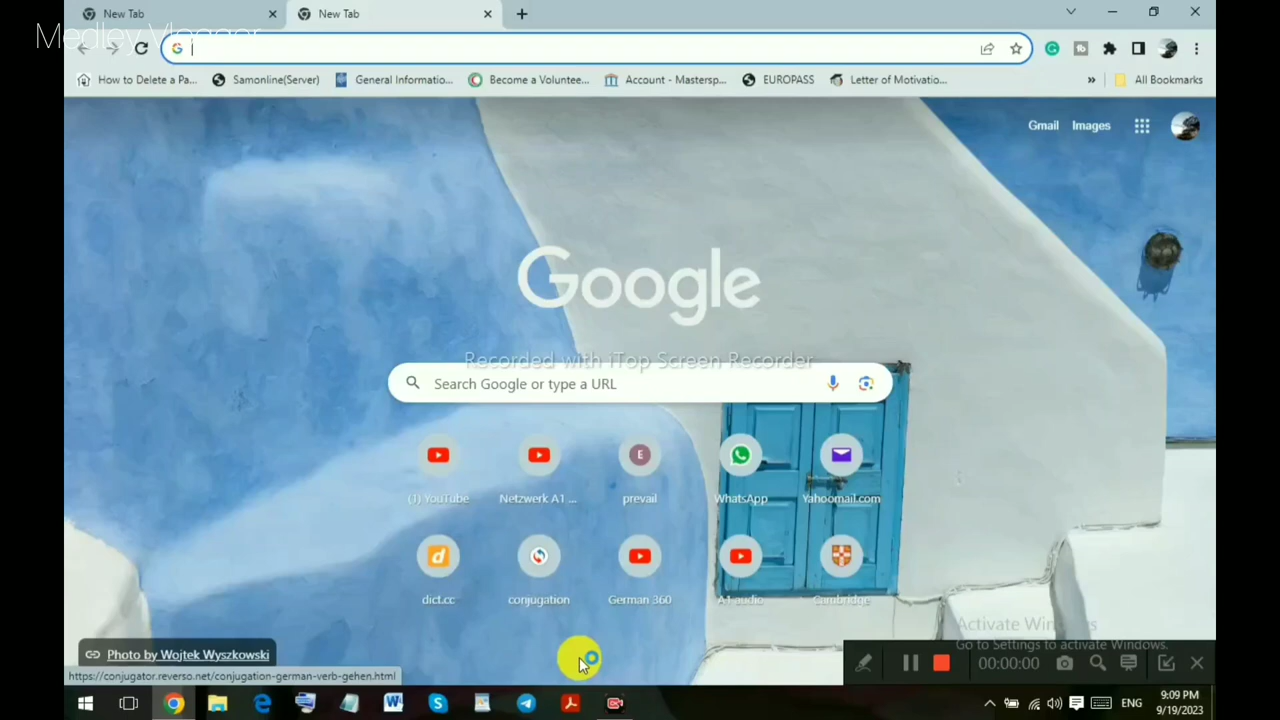 New Tab
New Tab
Medley Vlogger
How to Delete a Pa...
Samonline(Server)
General Informatio...
Become a Voluntee...
Account - Mastersp...
EUROPASS
Letter of Motivatio...
»
All Bookmarks
Gmail
Images
Google
Recorded with iTop Screen Recorder
Search Google or type a URL
(1) YouTube
Netzwerk A1 ...
E
prevail
WhatsApp
Yahoomail.com
d
dict.cc
conjugation
German 360
A1 audio
Cambridge
Activate Windows
Go to Settings to activate Windows.
Photo by Wojtek Wyszkowski
https://conjugator.reverso.net/conjugation-german-verb-gehen.html
00:00:00
ENG
9:09 PM
9/19/2023